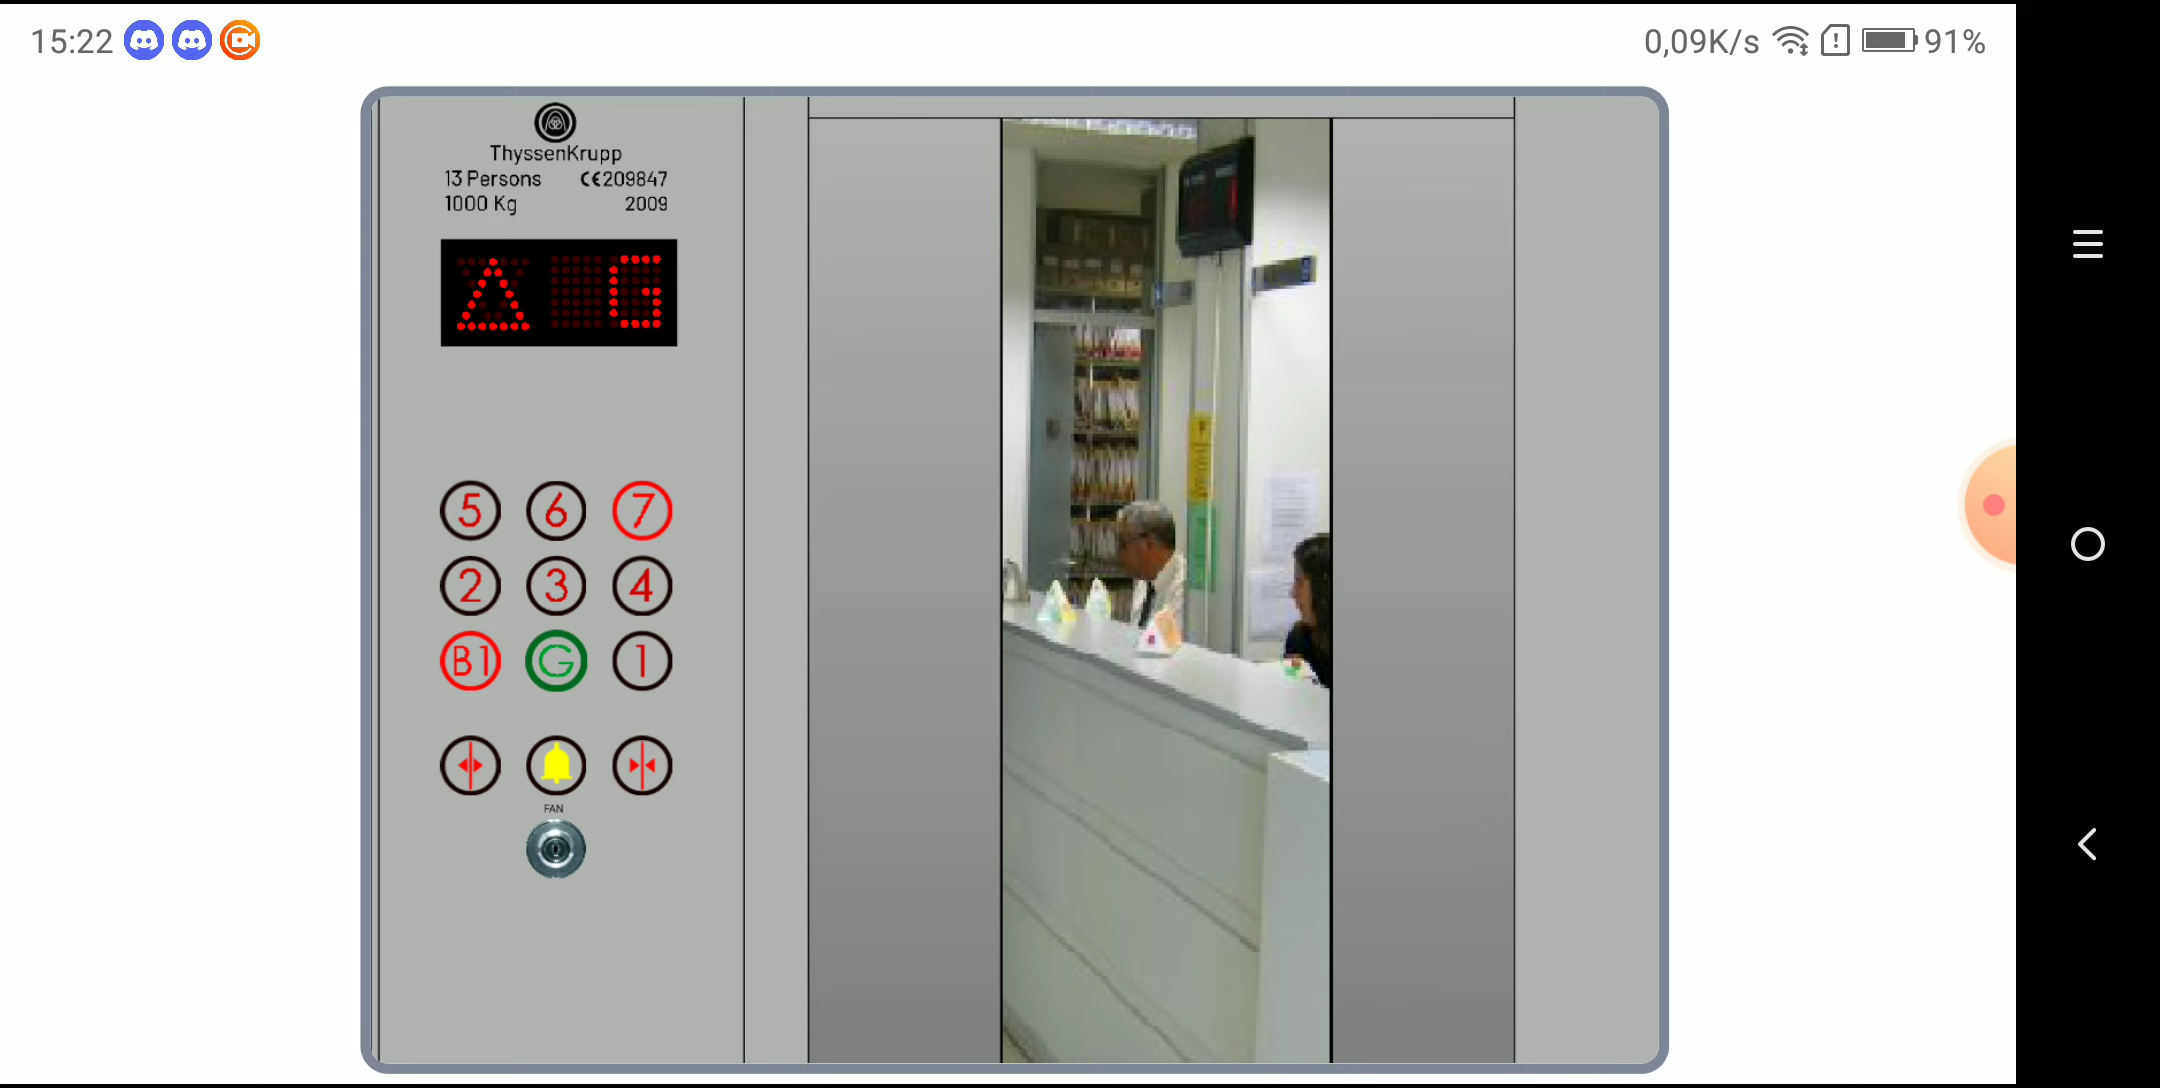 15:22
0,09K/s
91%
ThyssenKrupp
13 Persons CE209847
1000 Kg 2009
G
5 6 7
2 3 4
B1 G 1
FAN